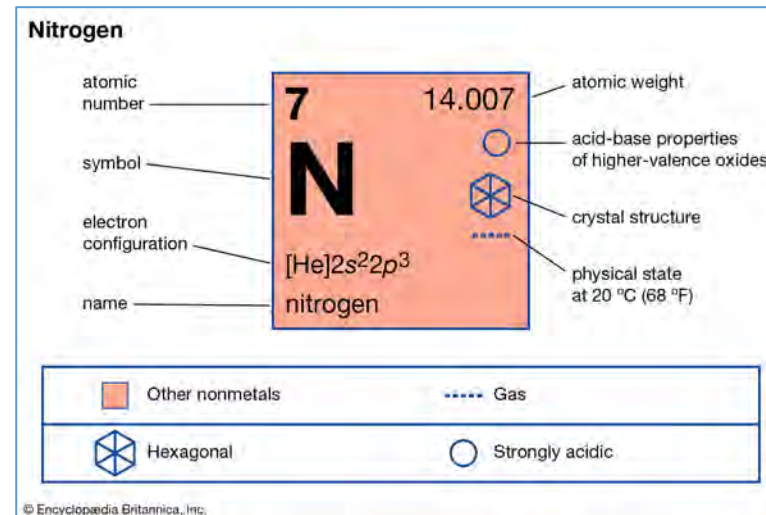 Nitrogen
atomic
number
7
14.007
atomic weight
acid-base properties
of higher-valence oxides
symbol
N
crystal structure
electron
configuration
[He]2s²2p³
physical state
at 20 ºC (68 ºF)
name
nitrogen
Other nonmetals
Gas
Hexagonal
Strongly acidic
© Encyclopædia Britannica, Inc.